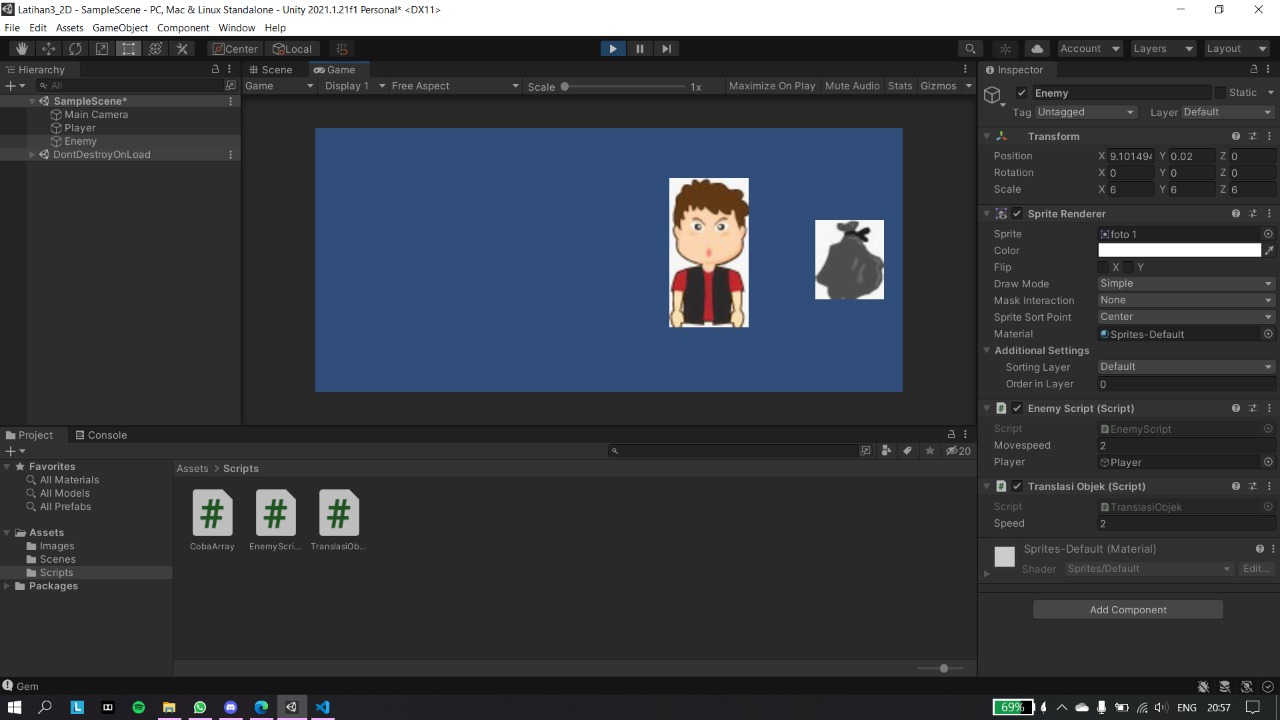 Latihan3_2D - SampleScene - PC, Mac & Linux Standalone - Unity 2021.1.21f1 Personal* <DX11>
File Edit Assets GameObject Component Window Help
Center Local Account Layers Layout
Hierarchy
All
SampleScene*
Main Camera
Player
Enemy
DontDestroyOnLoad
Scene Game
Game Display 1 Free Aspect Scale 1x Maximize On Play Mute Audio Stats Gizmos
Inspector
Enemy Static
Tag Untagged Layer Default
Transform
Position X 9.101494 Y 0.02 Z 0
Rotation X 0 Y 0 Z 0
Scale X 6 Y 6 Z 6
Sprite Renderer
Sprite foto 1
Color
Flip X Y
Draw Mode Simple
Mask Interaction None
Sprite Sort Point Center
Material Sprites-Default
Additional Settings
Sorting Layer Default
Order in Layer 0
Enemy Script (Script)
Script EnemyScript
Movespeed 2
Player Player
Translasi Objek (Script)
Script TranslasiObjek
Speed 2
Sprites-Default (Material)
Shader Sprites/Default Edit...
Add Component
Project Console
20
Favorites
All Materials
All Models
All Prefabs
Assets
Images
Scenes
Scripts
Packages
Assets > Scripts
CobaArray EnemyScri... TranslasiOb...
Gem
69% ENG 20:57